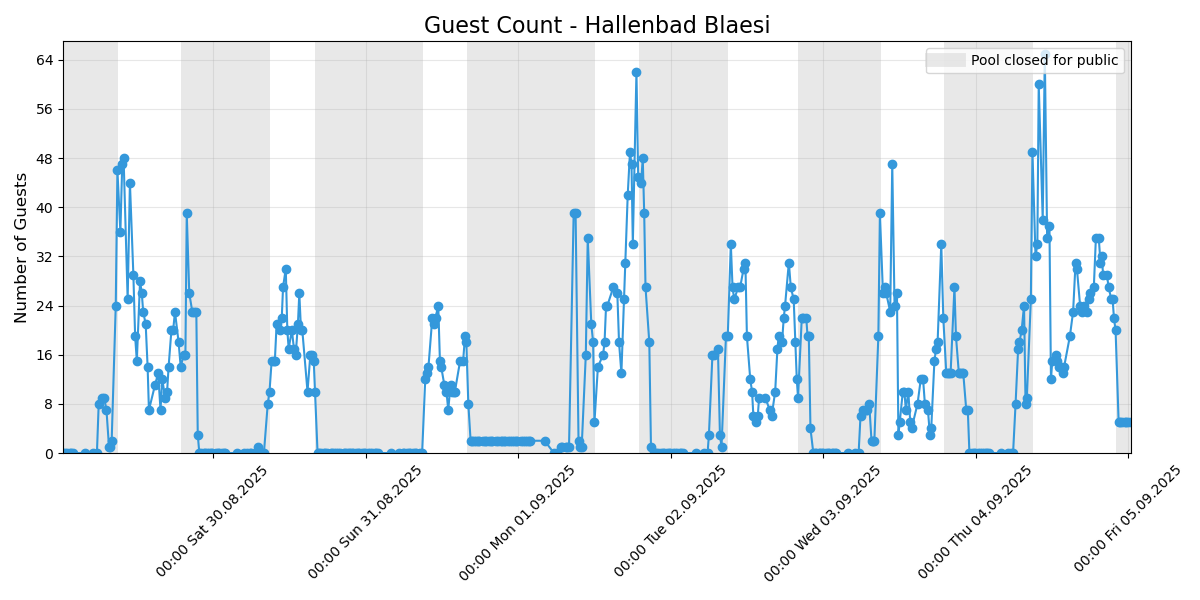 Guest Count - Hallenbad Blaesi
Pool closed for public
Number of Guests
64
56
48
40
32
24
16
8
0
00:00 Sat 30.08.2025
00:00 Sun 31.08.2025
00:00 Mon 01.09.2025
00:00 Tue 02.09.2025
00:00 Wed 03.09.2025
00:00 Thu 04.09.2025
00:00 Fri 05.09.2025